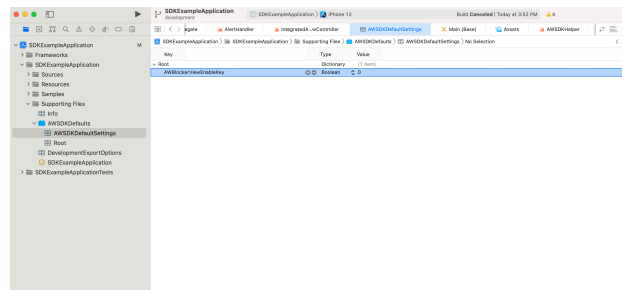 SDKExampleApplication
development
SDKExampleApplication 〉 iPhone 12
Build Canceled | Today at 3:52 PM
egate
AlertHandler
IntegratedA...wController
AWSDKDefaultSettings
Main (Base)
Assets
AWSDKHelper
SDKExampleApplication 〉 SDKExampleApplication 〉 Supporting Files 〉 AWSDKDefaults 〉 AWSDKDefaultSettings 〉 No Selection
SDKExampleApplication M
Frameworks
SDKExampleApplication
Sources
Resources
Samples
Supporting Files
Info
AWSDKDefaults
AWSDKDefaultSettings
Root
DevelopmentExportOptions
SDKExampleApplication
SDKExampleApplicationTests
Key Type Value
Root Dictionary (1 item)
AWBlockerViewEnableKey Boolean 0